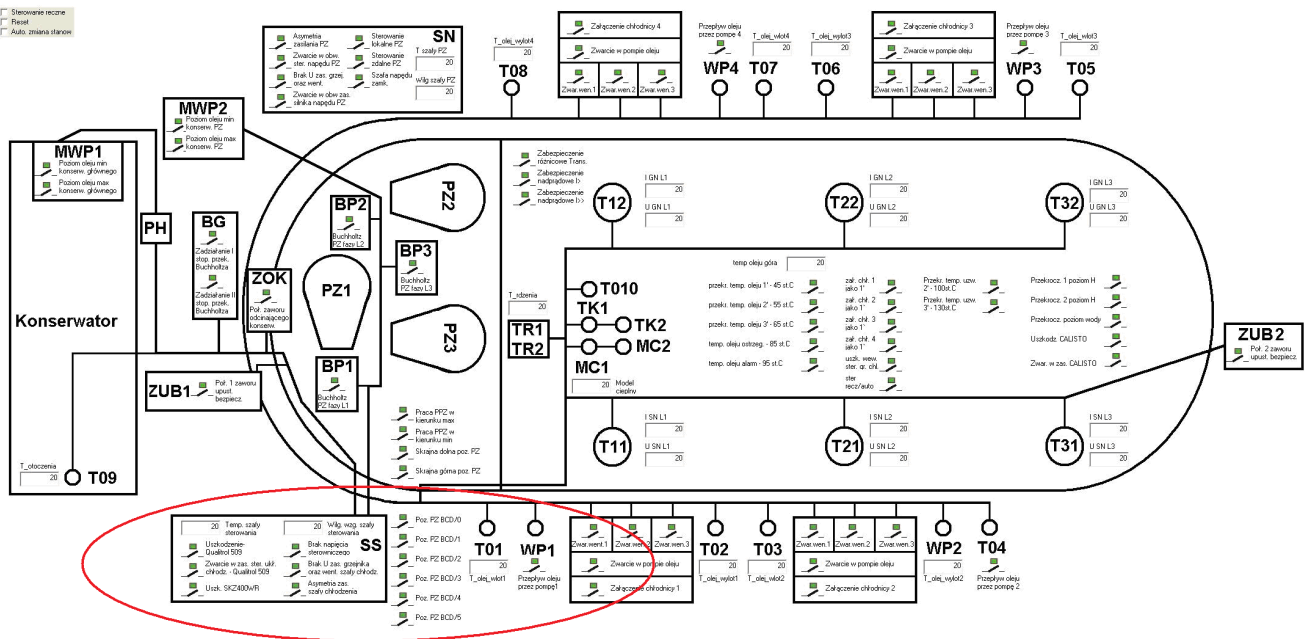 Sterowanie reczne
Reset
Auto. zmiana stanow
SN
Asymetria
zasilania PZ
Zwarcie w obw.
ster. napędu PZ
Brak U zas. grzej.
oraz went.
Zwarcie w obw zas.
silnika napędu PZ
Sterowanie
lokalne PZ
Sterowanie
zdalne PZ
Szafa napędu
zamk.
T szafy PZ
20
Wilg szafy PZ
20
T_olej_wylot4
20
T08
Załączenie chłodnicy 4
Zwarcie w pompie oleju
Zwar.wen.1
Zwar.wen.2
Zwar.wen.3
Przepływ oleju
przez pompę 4
WP4
T_olej_wlot4
20
T07
T_olej_wylot3
20
T06
Załączenie chłodnicy 3
Zwarcie w pompie oleju
Zwar.wen.1
Zwar.wen.2
Zwar.wen.3
Przepływ oleju
przez pompę 3
WP3
T_olej_wlot3
20
T05
MWP2
Poziom oleju min
konserw. PZ
Poziom oleju max
konserw. PZ
MWP1
Poziom oleju min
konserw. głównego
Poziom oleju max
konserw. głównego
Konserwator
T_otoczenia
20
T09
PH
BG
Zadziałanie I
stop. przek.
Buchholtza
Zadziałanie II
stop. przek.
Buchholtza
ZOK
Poł. zaworu
odcinającego
konserw.
ZUB1
Poł. 1 zaworu
upust.
bezpiecz.
BP2
Buchholtz
PZ fazy L2
BP3
Buchholtz
PZ fazy L3
BP1
Buchholtz
PZ fazy L1
PZ2
PZ1
PZ3
Zabezpieczenie
różnicowe Trans.
Zabezpieczenie
nadprądowe I>
Zabezpieczenie
nadprądowe I>>
T12
I GN L1
20
U GN L1
20
T22
I GN L2
20
U GN L2
20
T32
I GN L3
20
U GN L3
20
temp oleju góra
20
T_rdzenia
20
TR1
TR2
T010
TK1
TK2
MC2
MC1
20
Model
cieplny
przekr. temp. oleju 1' - 45 st.C
przekr. temp. oleju 2' - 55 st.C
przekr. temp. oleju 3' - 65 st.C
temp. oleju ostrzeg. - 85 st.C
temp. oleju alarm - 95 st.C
zał. chł. 1
jako 1'
zał. chł. 2
jako 1'
zał. chł. 3
jako 1'
zał. chł. 4
jako 1'
uszk. wew.
ster. gr. chł.
ster
recz/auto
Przekr. temp. uzw.
2' - 100st.C
Przekr. temp. uzw.
3' - 130st.C
Przekrocz. 1 poziom H
Przekrocz. 2 poziom H
Przekrocz. poziom wody
Uszkodz. CALISTO
Zwar. w zas. CALISTO
ZUB2
Poł. 2 zaworu
upust. bezpiecz.
T11
I SN L1
20
U SN L1
20
T21
I SN L2
20
U SN L2
20
T31
I SN L3
20
U SN L3
20
Praca PPZ w
kierunku max
Praca PPZ w
kierunku min
Skrajna dolna poz. PZ
Skrajna górna poz. PZ
SS
20
Temp. szafy
sterowania
Uszkodzenie-
Qualitrol 509
Zwarcie w zas. ster. ukł.
chłodz. - Qualitrol 509
Uszk. SKZ400WR
20
Wilg. wzg. szafy
sterowania
Brak napięcia
sterowniczego
Brak U zas. grzejnika
oraz went. szafy chłodz.
Asymetria zas.
szafy chłodzenia
Poz. PZ BCD/0
Poz. PZ BCD/1
Poz. PZ BCD/2
Poz. PZ BCD/3
Poz. PZ BCD/4
Poz. PZ BCD/5
T01
20
T_olej_wlot1
WP1
Przepływ oleju
przez pompę1
Zwar.went.1
Zwar.wen.2
Zwar.wen.3
Zwarcie w pompie oleju
Załączenie chłodnicy 1
T02
20
T_olej_wylot1
T03
20
T_olej_wlot1
Zwar.wen.1
Zwar.wen.2
Zwar.wen.3
Zwarcie w pompie oleju
Załączenie chłodnicy 2
WP2
20
T_olej_wylot2
T04
Przepływ oleju
przez pompę 2